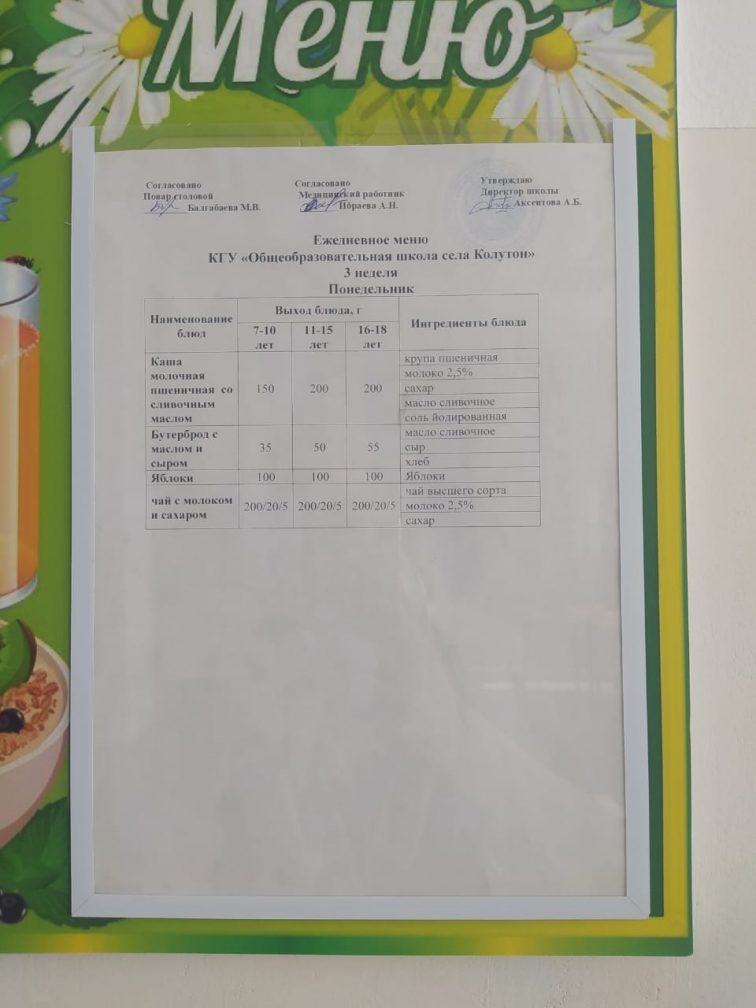 Меню
Согласовано Согласовано Утверждаю
Повар столовой Медицинский работник Директор школы
Балгабаева М.В. Ибраева А.Н. Аксентова А.Б.
Ежедневное меню
КГУ «Общеобразовательная школа села Колутон»
3 неделя
Понедельник
Наименование блюд Выход блюда, г Ингредиенты блюда
7-10 лет 11-15 лет 16-18 лет
Каша молочная пшеничная со сливочным маслом 150 200 200 крупа пшеничная
молоко 2,5%
сахар
масло сливочное
соль йодированная
Бутерброд с маслом и сыром 35 50 55 масло сливочное
сыр
хлеб
Яблоки 100 100 100 Яблоки
чай с молоком и сахаром 200/20/5 200/20/5 200/20/5 чай высшего сорта
молоко 2,5%
сахар